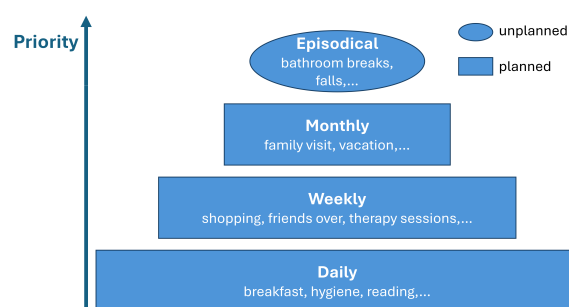 Priority
Episodical
bathroom breaks,
falls,...
unplanned
planned
Monthly
family visit, vacation,...
Weekly
shopping, friends over, therapy sessions,...
Daily
breakfast, hygiene, reading,...